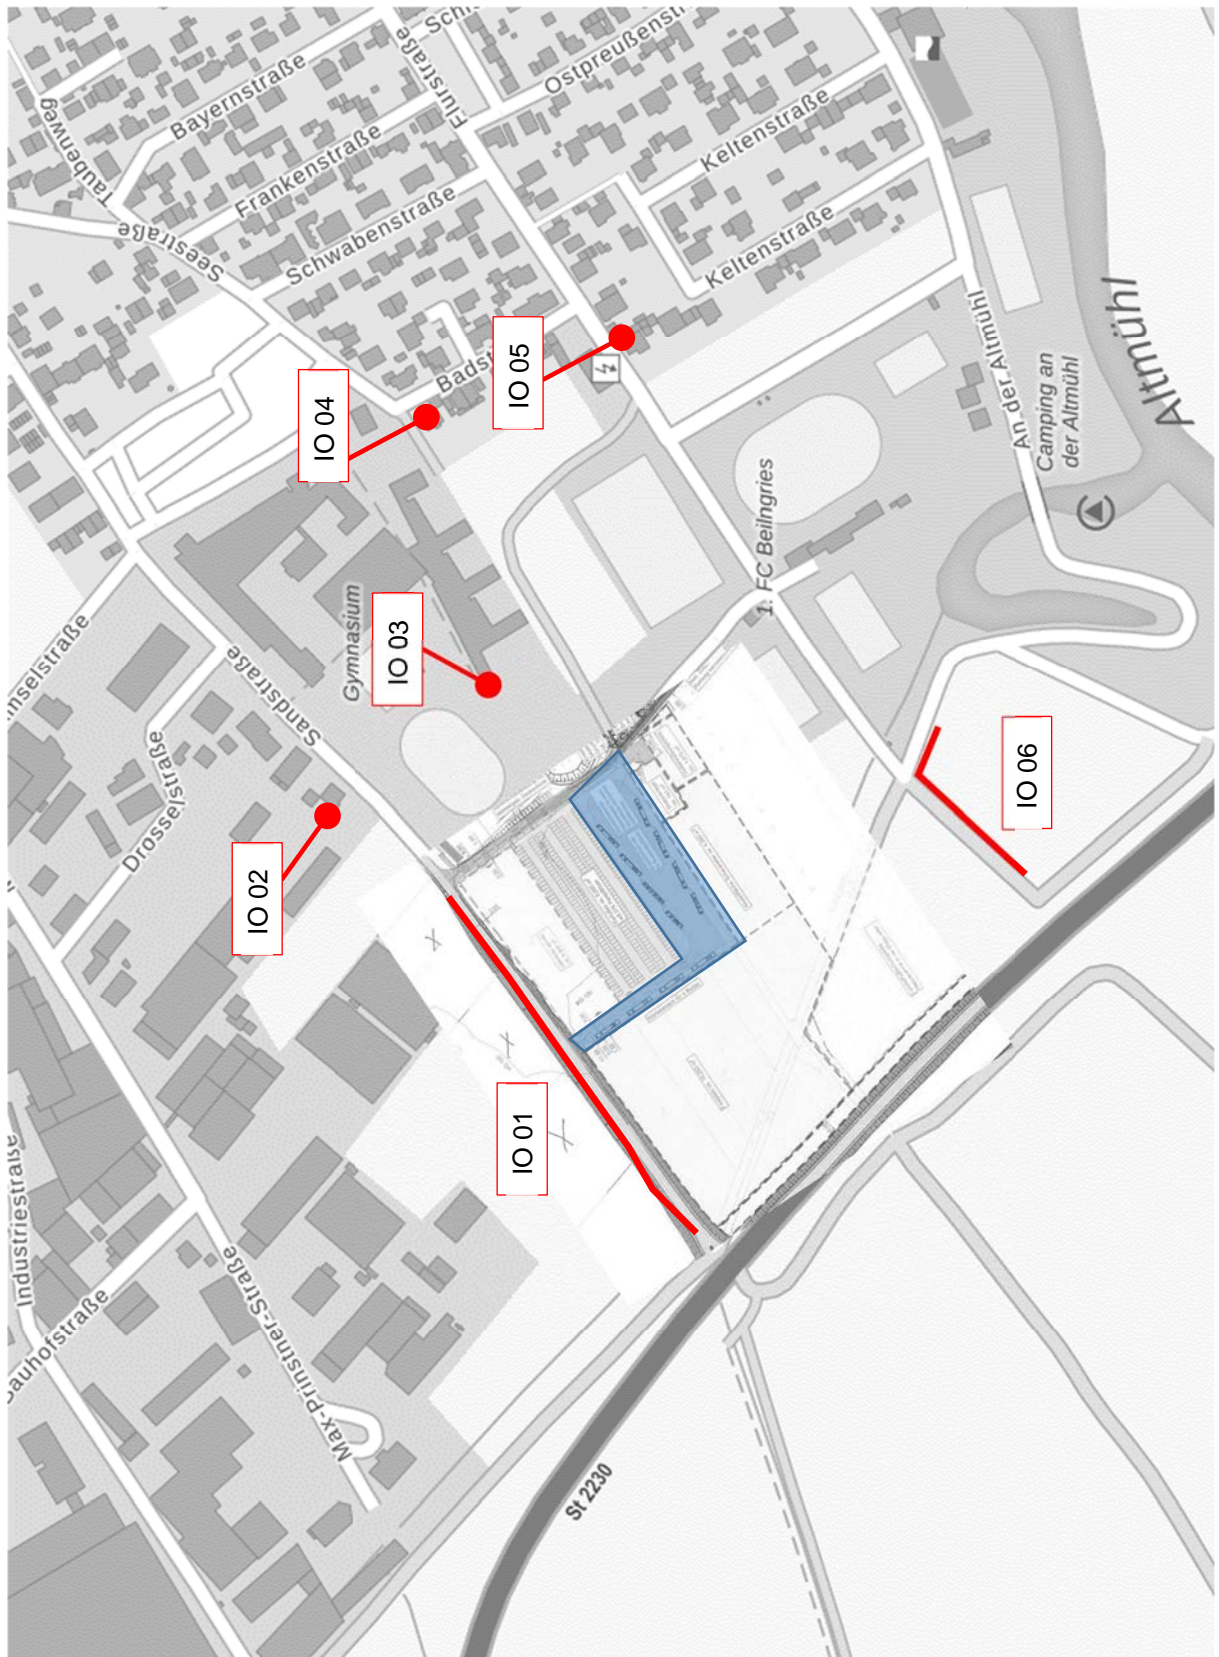 Taubenweg
Bayernstraße
Flurstraße
Ostpreußenst
Frankenstraße
Seestraße
Schwabenstraße
Keltenstraße
Keltenstraße
Badst
IO 04
IO 05
An der Altmühl
Camping an
der Altmühl
Altmühl
1. FC Beilngries
Gymnasium
IO 03
Sandstraße
mselstraße
Drosselstraße
IO 02
IO 06
IO 01
Industriestraße
Bauhofstraße
Max-Prinstner-Straße
St 2230